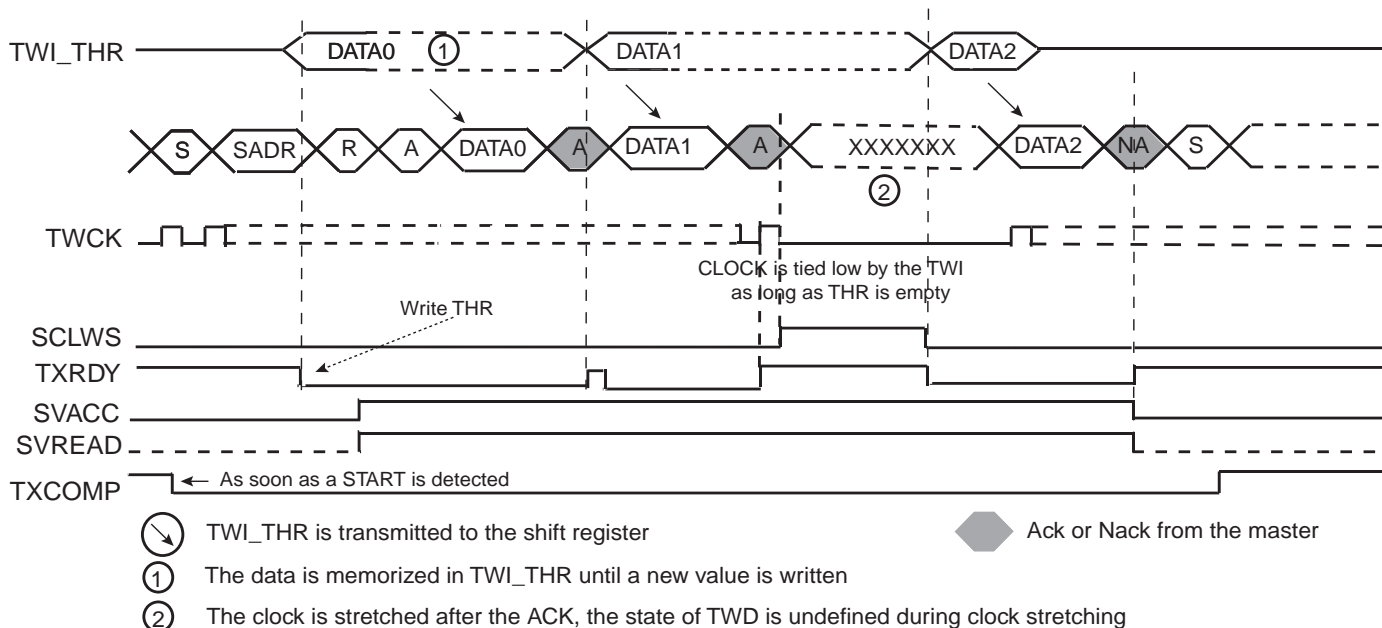 TWI_THR DATA0 1 DATA1 DATA2
S SADR R A DATA0 A DATA1 A XXXXXXX DATA2 NA S
2
TWCK
CLOCK is tied low by the TWI
as long as THR is empty
Write THR
SCLWS
TXRDY
SVACC
SVREAD
TXCOMP As soon as a START is detected
TWI_THR is transmitted to the shift register Ack or Nack from the master
1 The data is memorized in TWI_THR until a new value is written
2 The clock is stretched after the ACK, the state of TWD is undefined during clock stretching